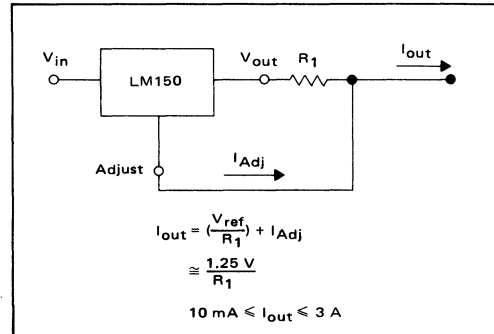 V_in
LM150
V_out
R_1
I_out
Adjust
I_Adj
I_out = (V_ref/R_1) + I_Adj
≅ 1.25 V/R_1
10 mA ≤ I_out ≤ 3 A